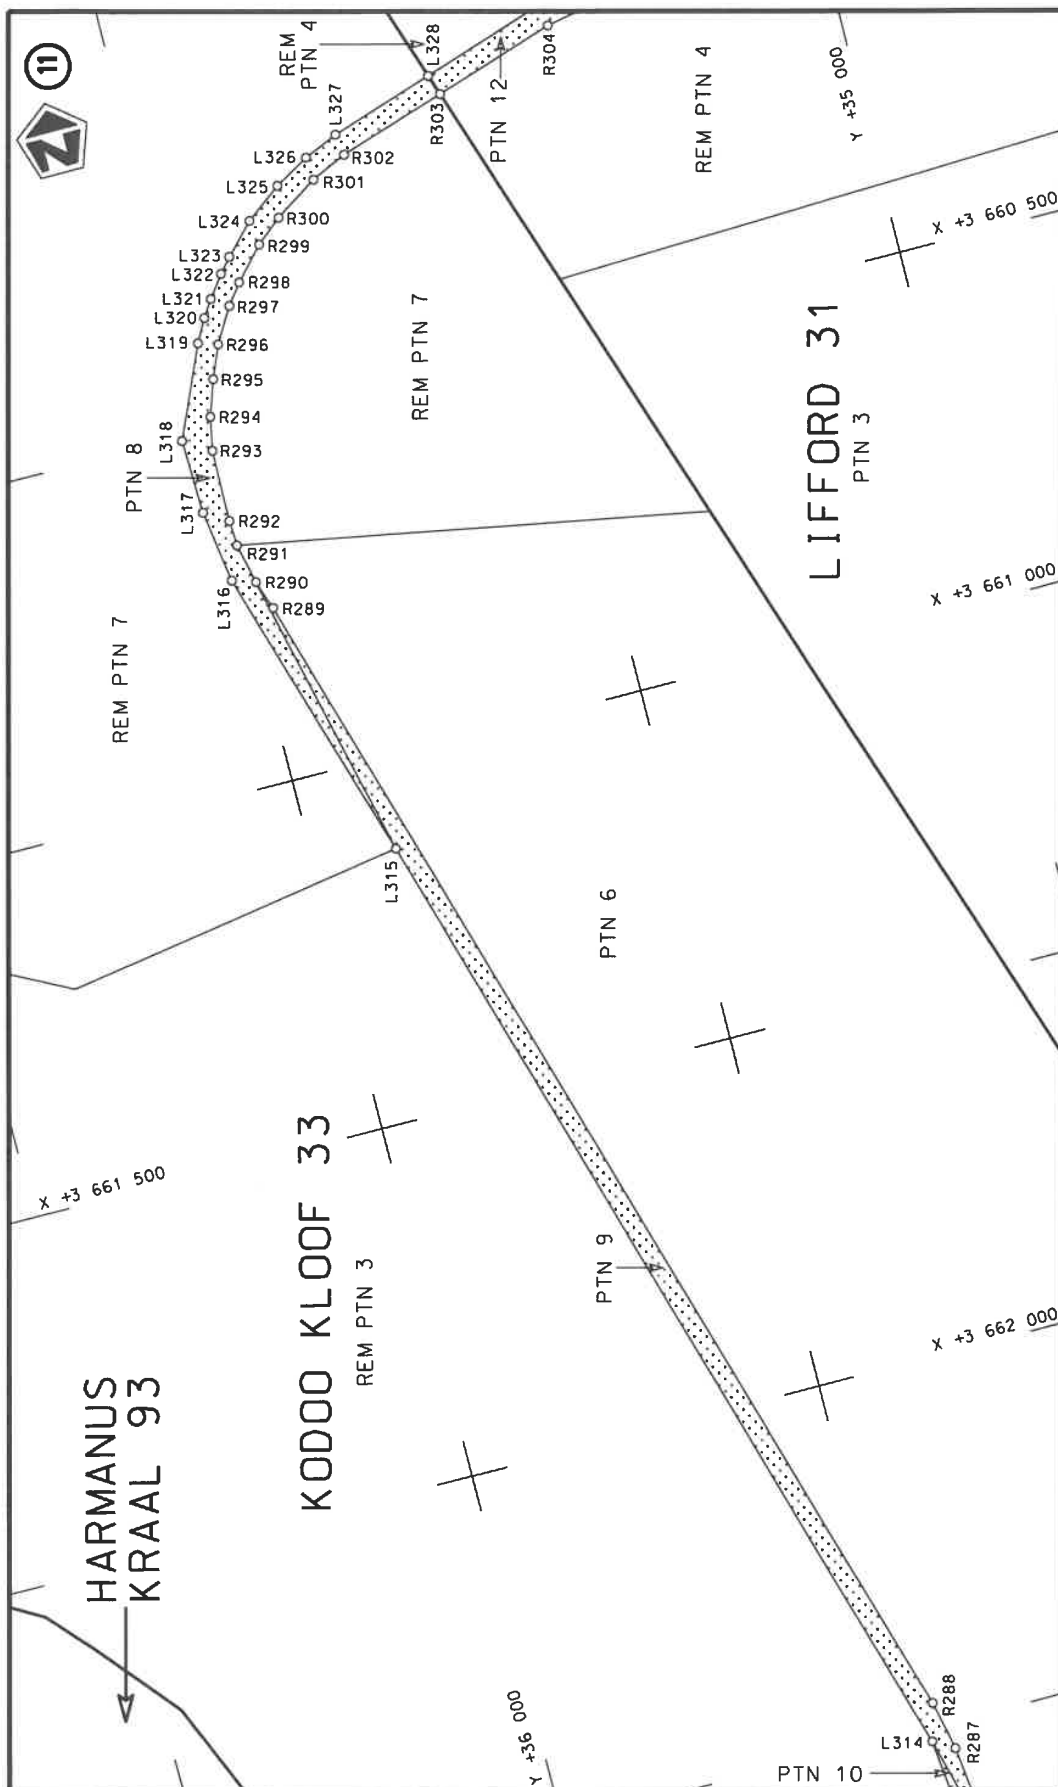 11
N
REM
PTN 4
L328
L327
L326
L325
L324
L323
L322
L321
L320
L319
L318
L317
L316
L315
L314
R304
R303
R302
R301
R300
R299
R298
R297
R296
R295
R294
R293
R292
R291
R290
R289
R288
R287
PTN 12
REM PTN 4
Y +35 000
X +3 660 500
PTN 8
REM PTN 7
REM PTN 7
LIFFORD 31
PTN 3
X +3 661 000
PTN 6
X +3 661 500
KODOO KLOOF 33
REM PTN 3
PTN 9
X +3 662 000
HARMANUS
KRAAL 93
Y +36 000
PTN 10